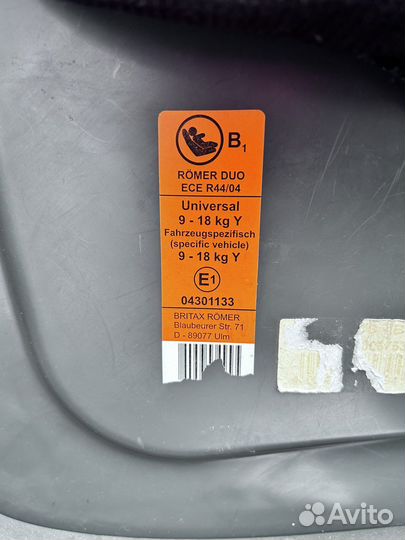 B1
RÖMER DUO
ECE R44/04
Universal
9 - 18 kg Y
Fahrzeugspezifisch
(specific vehicle)
9 - 18 kg Y
E1
04301133
BRITAX RÖMER
Blaubeurer Str. 71
D - 89077 Ulm
Avito